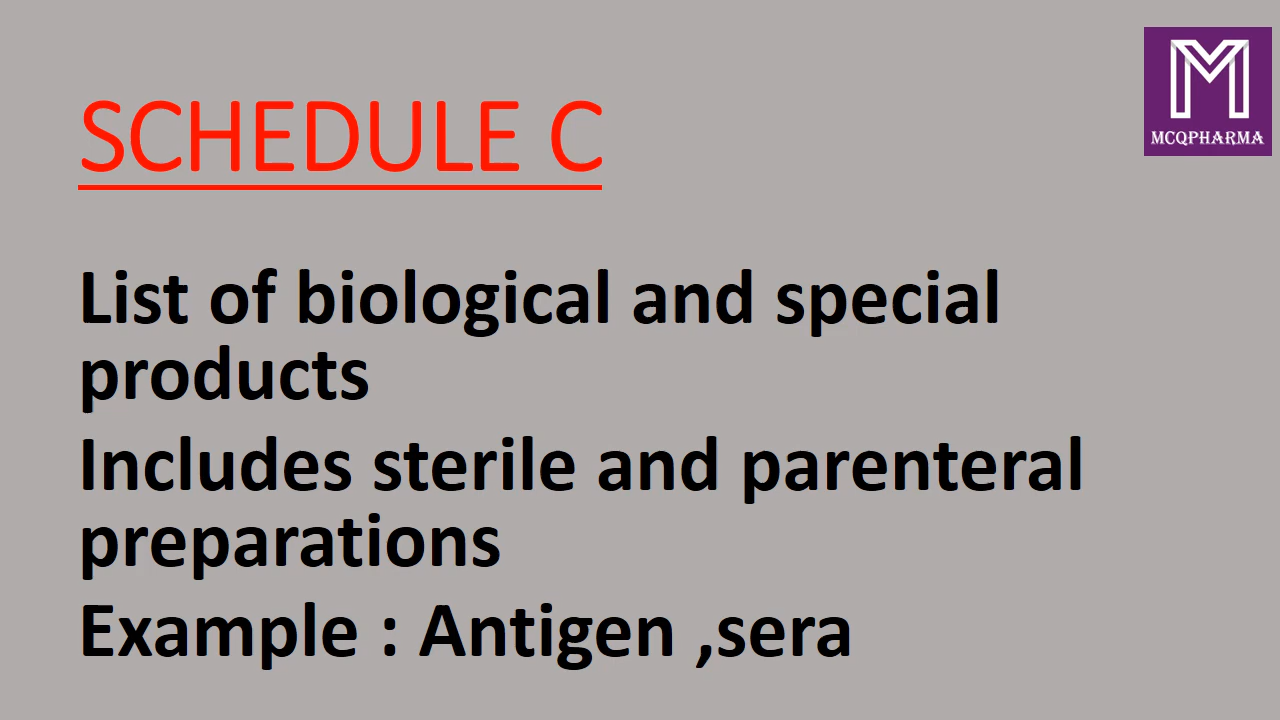 SCHEDULE C
M
MCQPHARMA
List of biological and special
products
Includes sterile and parenteral
preparations
Example : Antigen ,sera